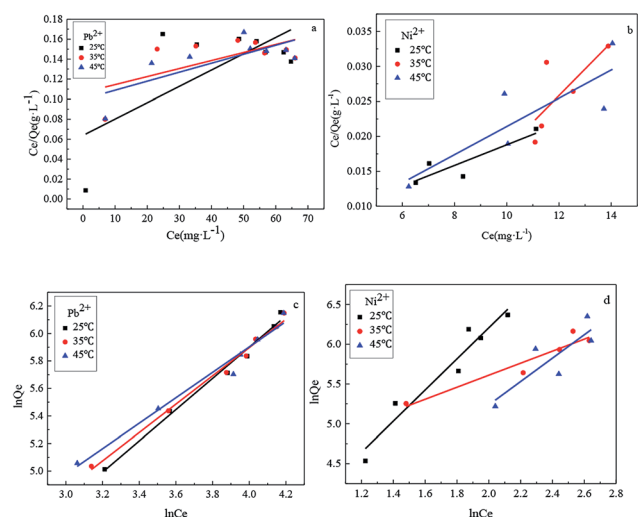 a
Pb2+
25℃
35℃
45℃
Ce/Qe(g.L-1)
0.18
0.16
0.14
0.12
0.10
0.08
0.06
0.04
0.02
0.00
0 10 20 30 40 50 60 70
Ce(mg.L-1)
b
Ni2+
25℃
35℃
45℃
Ce/Qe(g.L-1)
0.035
0.030
0.025
0.020
0.015
0.010
6 8 10 12 14
Ce(mg.L-1)
c
Pb2+
25℃
35℃
45℃
lnQe
6.2
6.0
5.8
5.6
5.4
5.2
5.0
3.0 3.2 3.4 3.6 3.8 4.0 4.2
lnCe
d
Ni2+
25℃
35℃
45℃
lnQe
6.5
6.0
5.5
5.0
4.5
1.2 1.4 1.6 1.8 2.0 2.2 2.4 2.6
lnCe